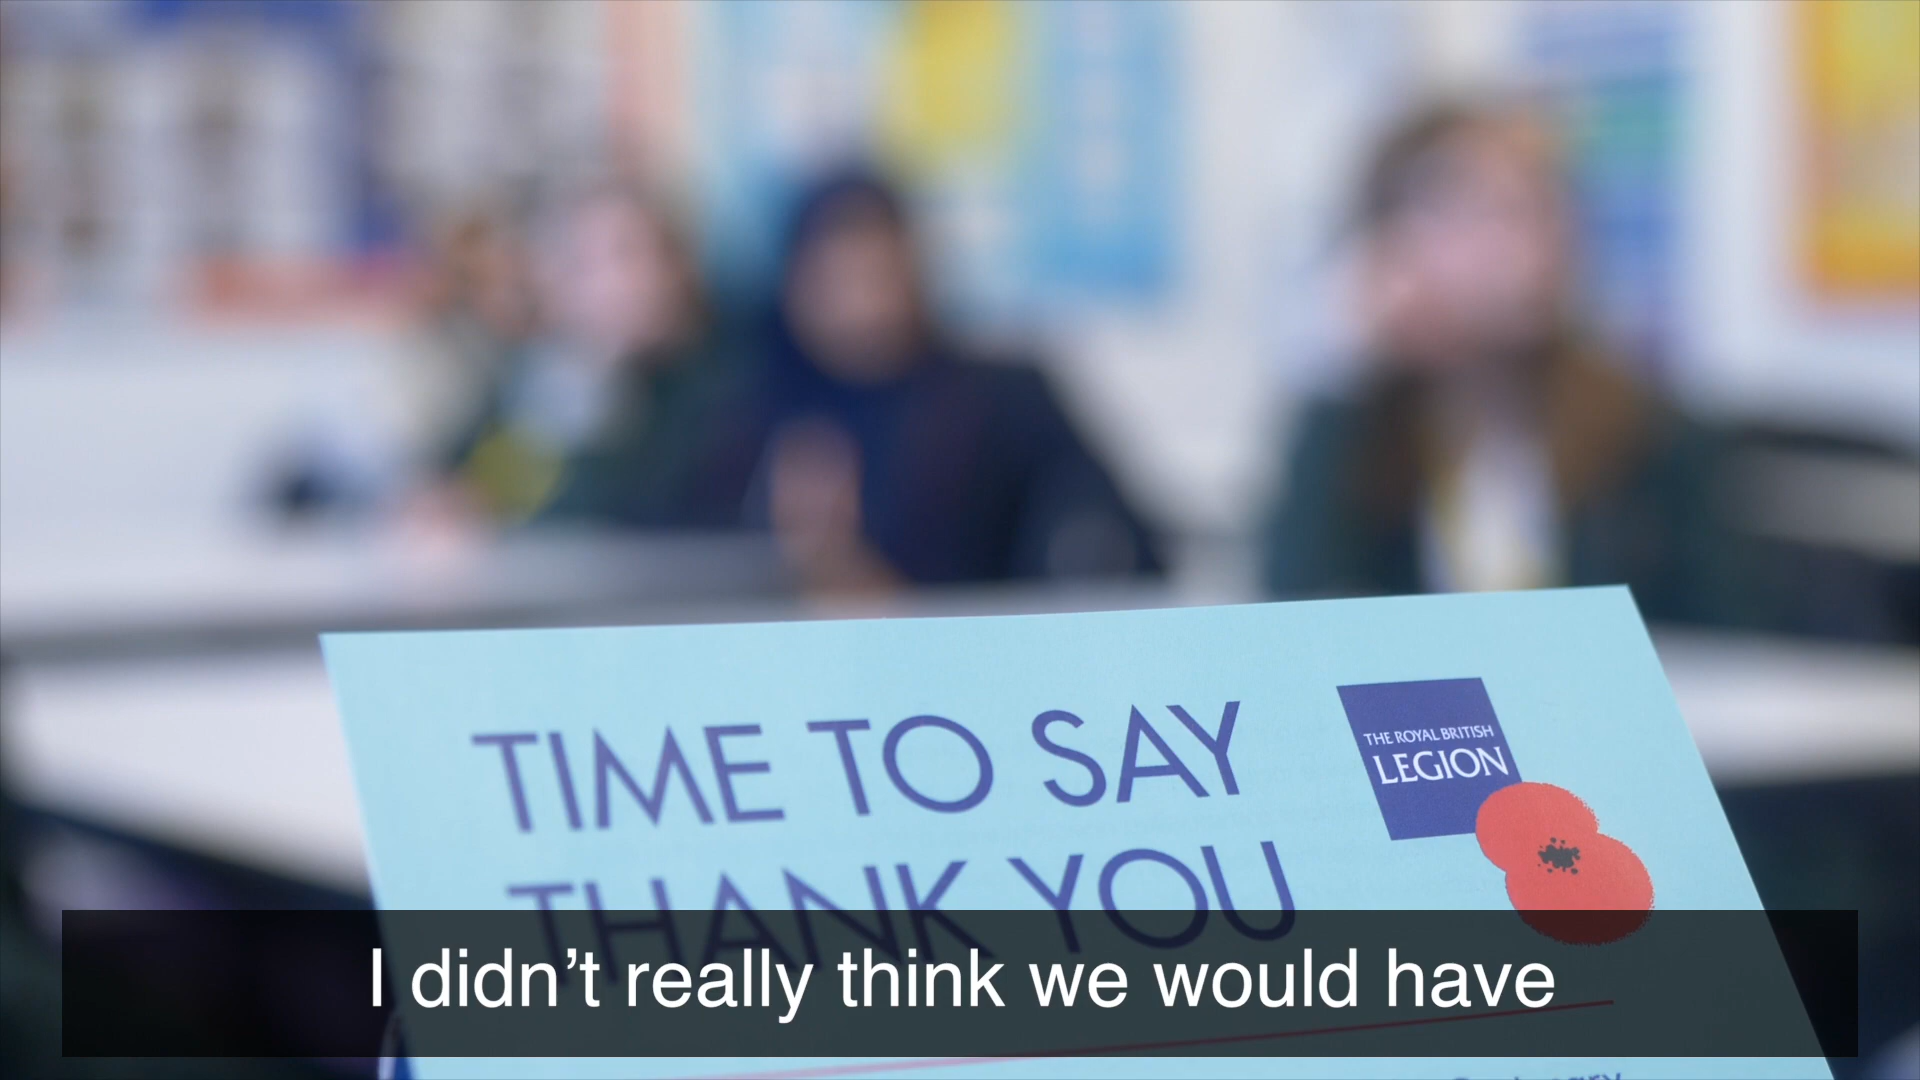 TIME TO SAY
THANK YOU
THE ROYAL BRITISH
LEGION
I didn’t really think we would have